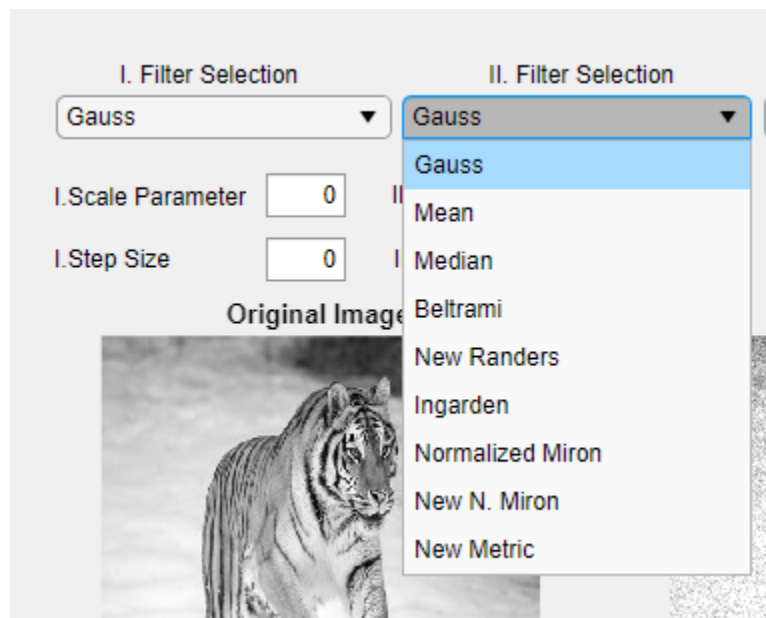 I. Filter Selection
II. Filter Selection
Gauss
Gauss
I.Scale Parameter
0
I.Step Size
0
Gauss
Mean
Median
Beltrami
New Randers
Ingarden
Normalized Miron
New N. Miron
New Metric
Original Image